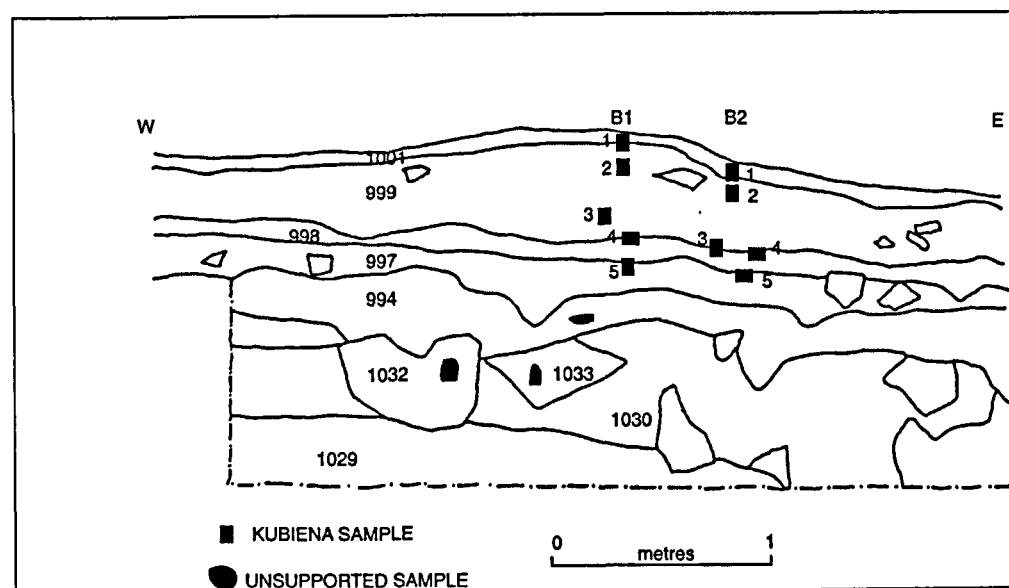 W B1 B2 E
1001 1 1
2 2
999
3
998 4 3 4
997 5 5
994
1032 1033
1030
1029
KUBIENA SAMPLE
0 1
metres
UNSUPPORTED SAMPLE